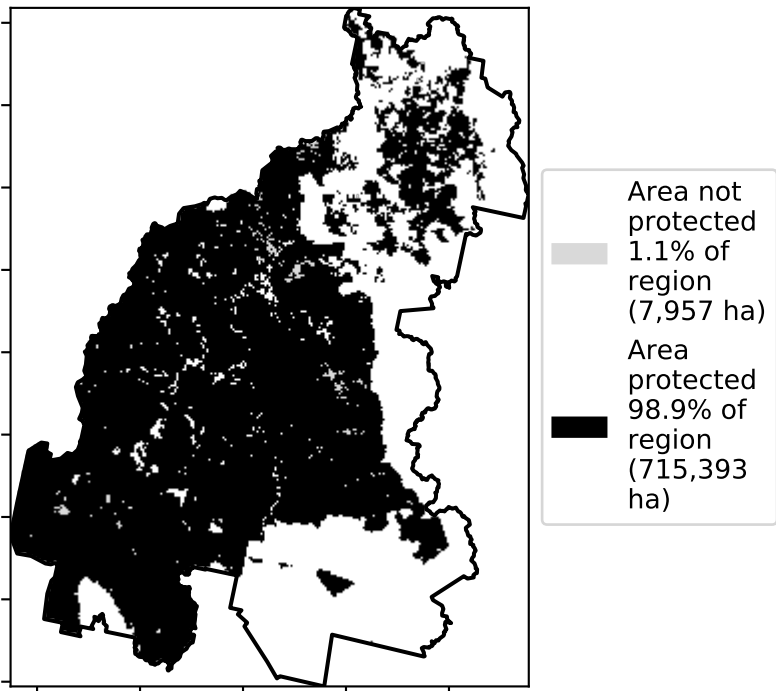 Area not
protected
1.1% of
region
(7,957 ha)
Area
protected
98.9% of
region
(715,393
ha)